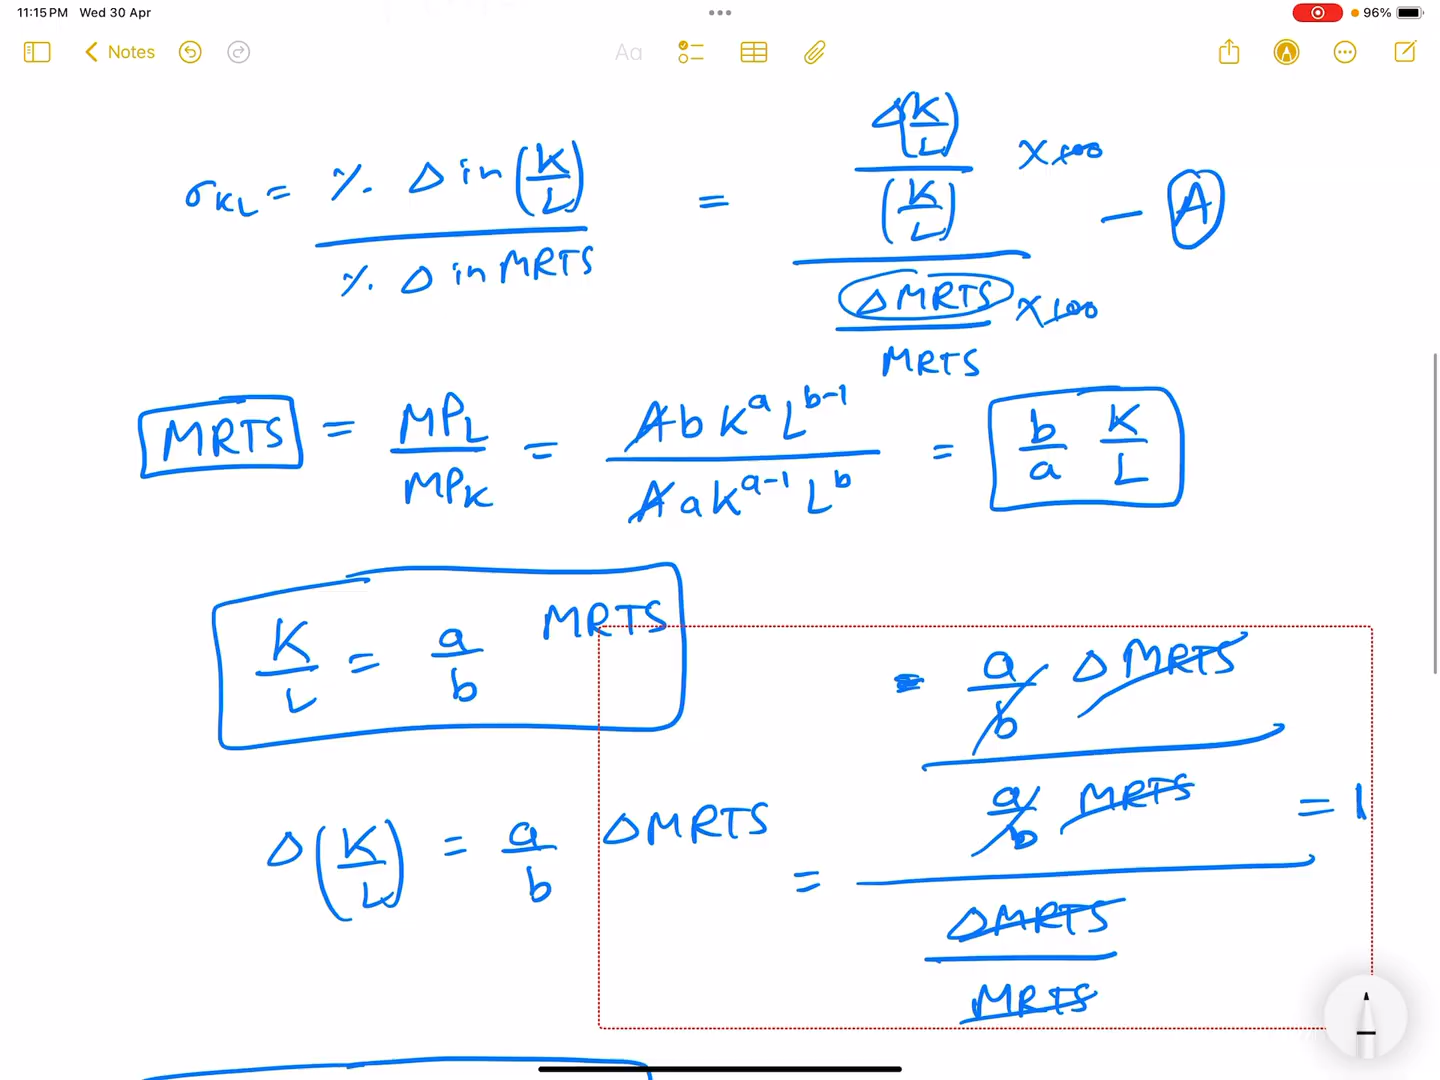 11:15 PM Wed 30 Apr 96%
Notes Aa
σKL = % Δ in (K/L) / % Δ in MRTS = Δ(K/L) / (K/L) × 100 / ΔMRTS / MRTS × 100 — A
MRTS = MPL / MPK = A b K^a L^b-1 / A a K^a-1 L^b = b/a K/L
K/L = a/b MRTS
Δ(K/L) = a/b ΔMRTS
= a/b Δ MRTS / a/b MRTS / ΔMRTS / MRTS = 1